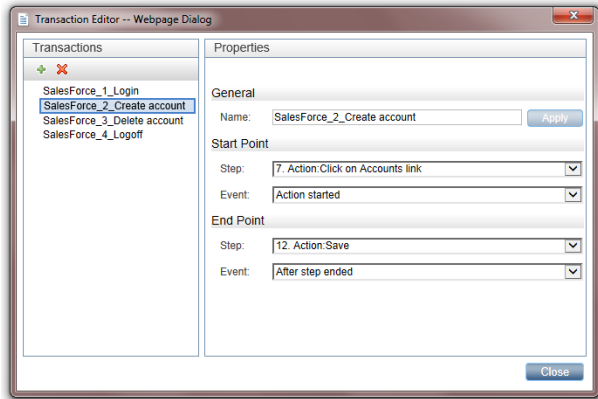 Transaction Editor -- Webpage Dialog
Transactions
SalesForce_1_Login
SalesForce_2_Create account
SalesForce_3_Delete account
SalesForce_4_Logoff
Properties
General
Name: SalesForce_2_Create account Apply
Start Point
Step: 7. Action:Click on Accounts link
Event: Action started
End Point
Step: 12. Action:Save
Event: After step ended
Close